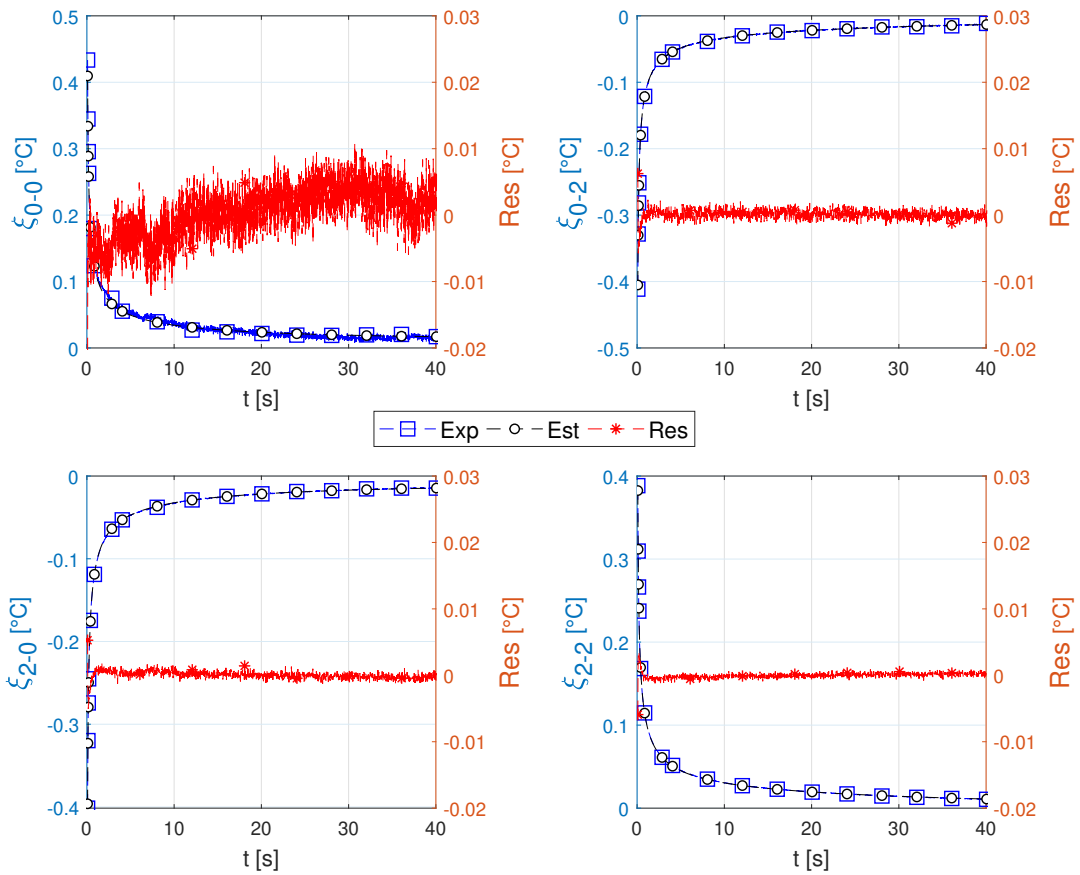 0.5 0.03 0 0.03
0.4 0.02 -0.1 0.02
0.3 0.01 -0.2 0.01
ξ0-0 [°C] Res [°C] ξ0-2 [°C] Res [°C]
0.2 0 -0.3 0
0.1 -0.01 -0.4 -0.01
0 -0.02 -0.5 -0.02
0 10 20 30 40 0 10 20 30 40
t [s] t [s]
Exp Est Res
0 0.03 0.4 0.03
0.02 0.02
-0.1 0.3
0.01 0.01
ξ2-0 [°C] Res [°C] ξ2-2 [°C] Res [°C]
-0.2 0.2
0 0
-0.3 0.1
-0.01 -0.01
-0.4 -0.02 0 -0.02
0 10 20 30 40 0 10 20 30 40
t [s] t [s]